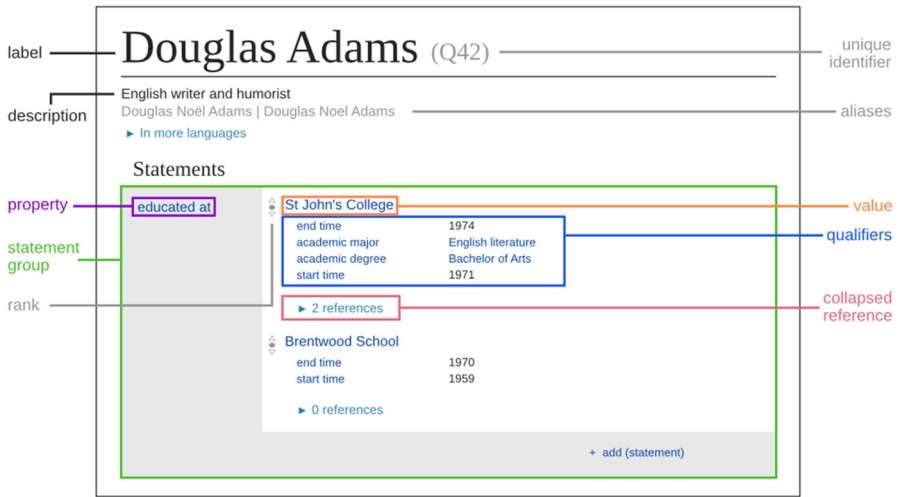 label
Douglas Adams (Q42)
unique
identifier
description
English writer and humorist
Douglas Noël Adams | Douglas Noel Adams
aliases
► In more languages
Statements
property
educated at
St John's College
value
end time 1974
academic major English literature
academic degree Bachelor of Arts
start time 1971
qualifiers
statement
group
rank
► 2 references
collapsed
reference
Brentwood School
end time 1970
start time 1959
► 0 references
+ add (statement)